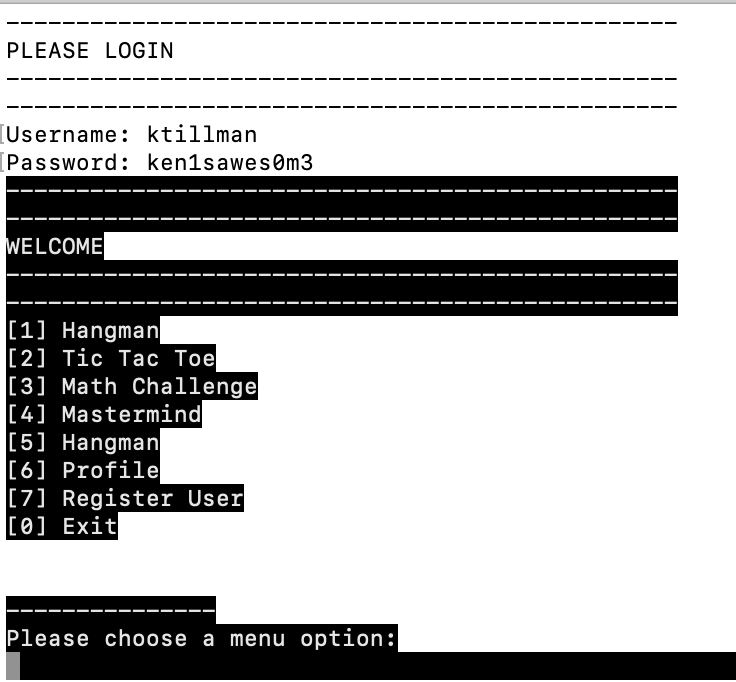 ------------------------------------------------
PLEASE LOGIN
------------------------------------------------
------------------------------------------------
Username: ktillman
Password: ken1sawes0m3
------------------------------------------------
------------------------------------------------
WELCOME
------------------------------------------------
------------------------------------------------
[1] Hangman
[2] Tic Tac Toe
[3] Math Challenge
[4] Mastermind
[5] Hangman
[6] Profile
[7] Register User
[0] Exit
---------------
Please choose a menu option: